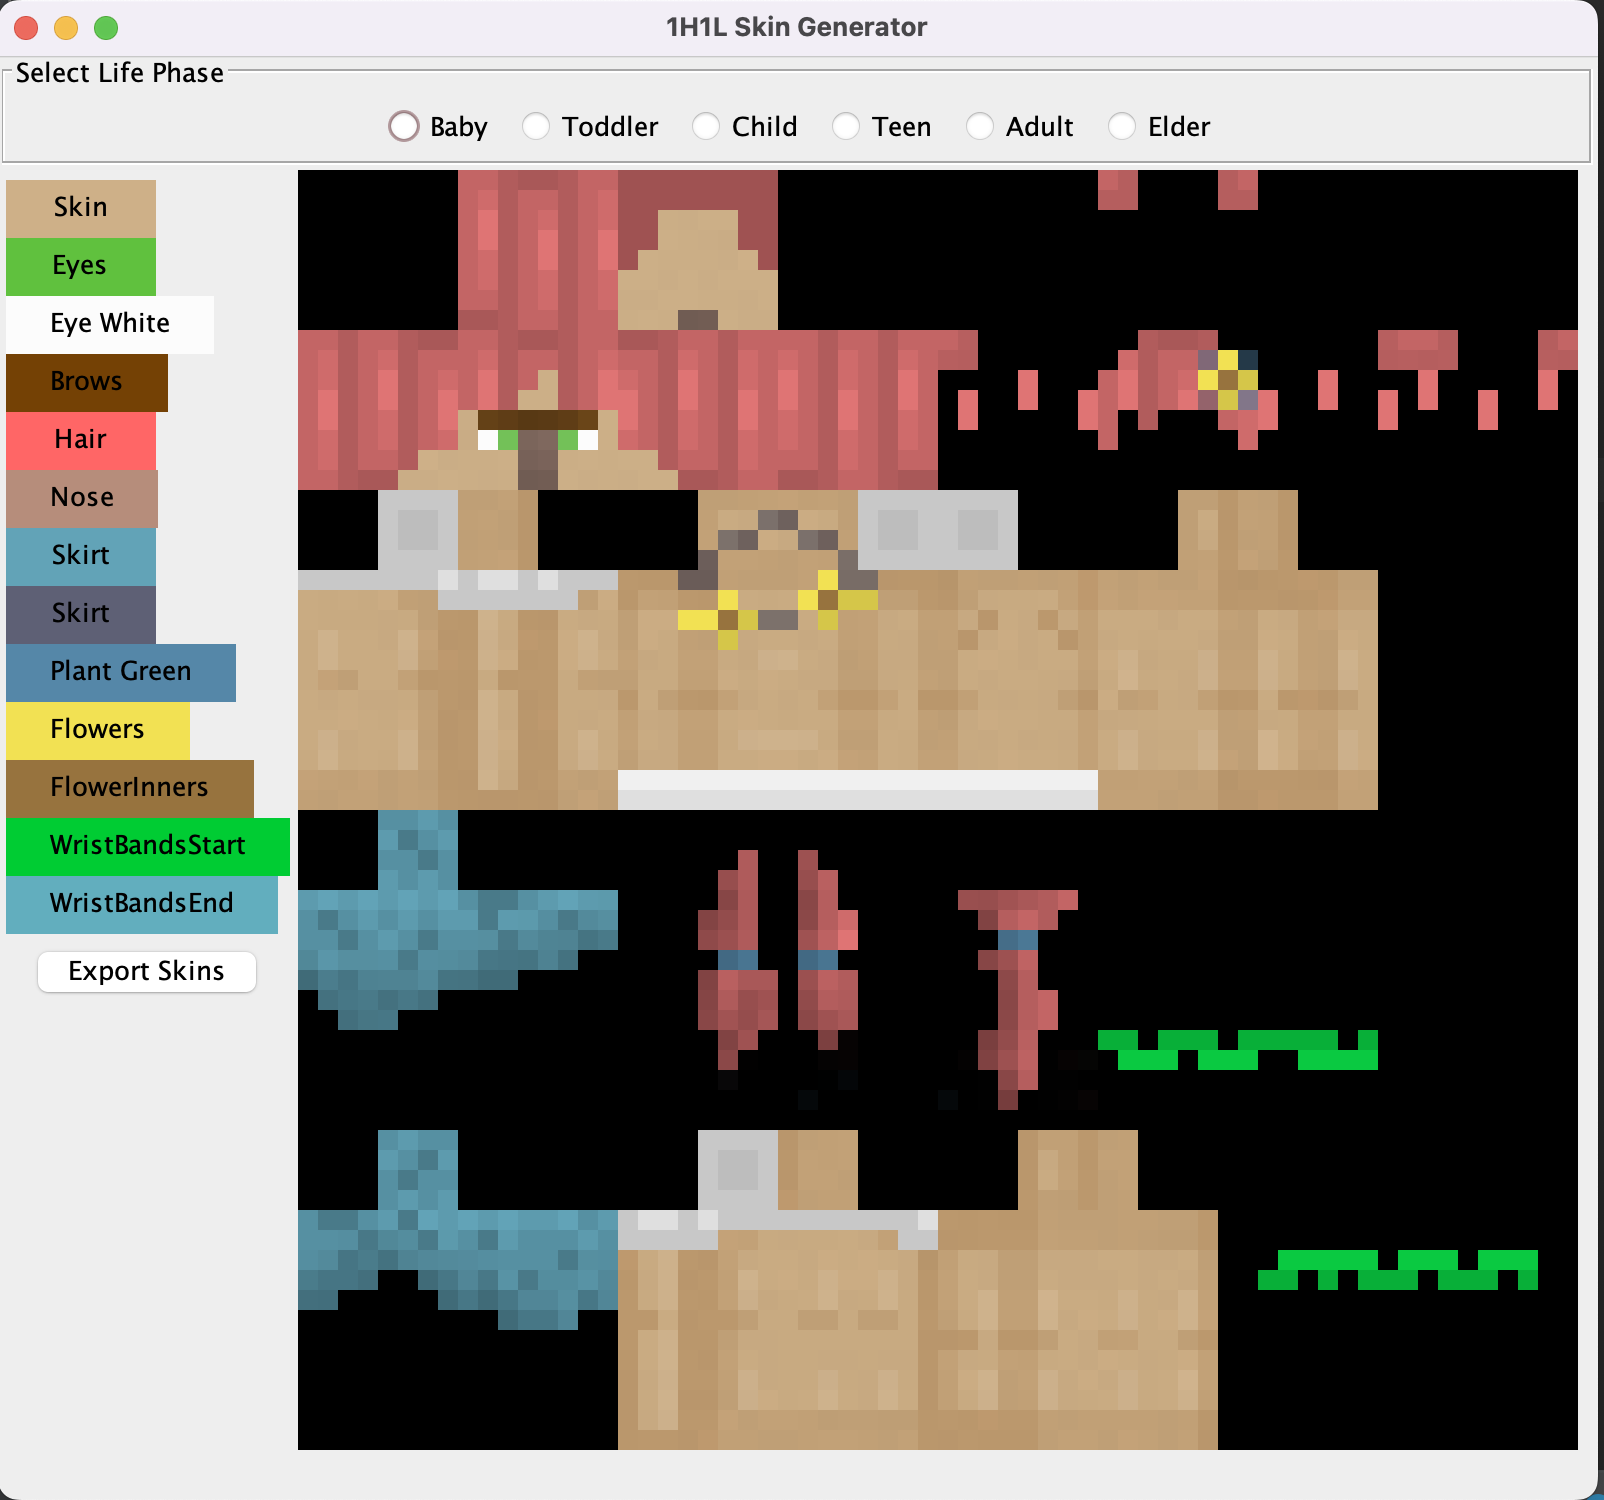 1H1L Skin Generator
Select Life Phase
Baby Toddler Child Teen Adult Elder
Skin
Eyes
Eye White
Brows
Hair
Nose
Skirt
Skirt
Plant Green
Flowers
FlowerInners
WristBandsStart
WristBandsEnd
Export Skins